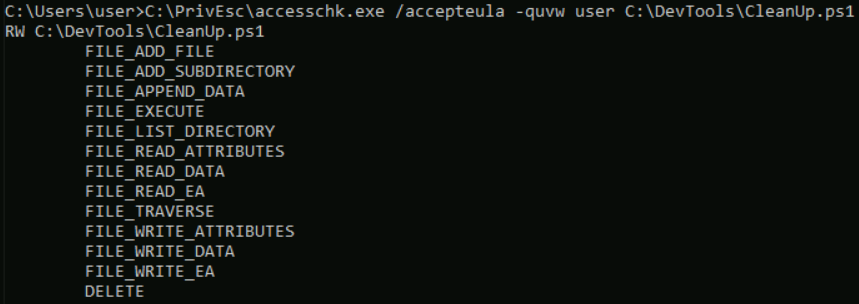 C:\Users\user>C:\PrivEsc\accesschk.exe /accepteula -quvw user C:\DevTools\CleanUp.ps1
RW C:\DevTools\CleanUp.ps1
FILE_ADD_FILE
FILE_ADD_SUBDIRECTORY
FILE_APPEND_DATA
FILE_EXECUTE
FILE_LIST_DIRECTORY
FILE_READ_ATTRIBUTES
FILE_READ_DATA
FILE_READ_EA
FILE_TRAVERSE
FILE_WRITE_ATTRIBUTES
FILE_WRITE_DATA
FILE_WRITE_EA
DELETE